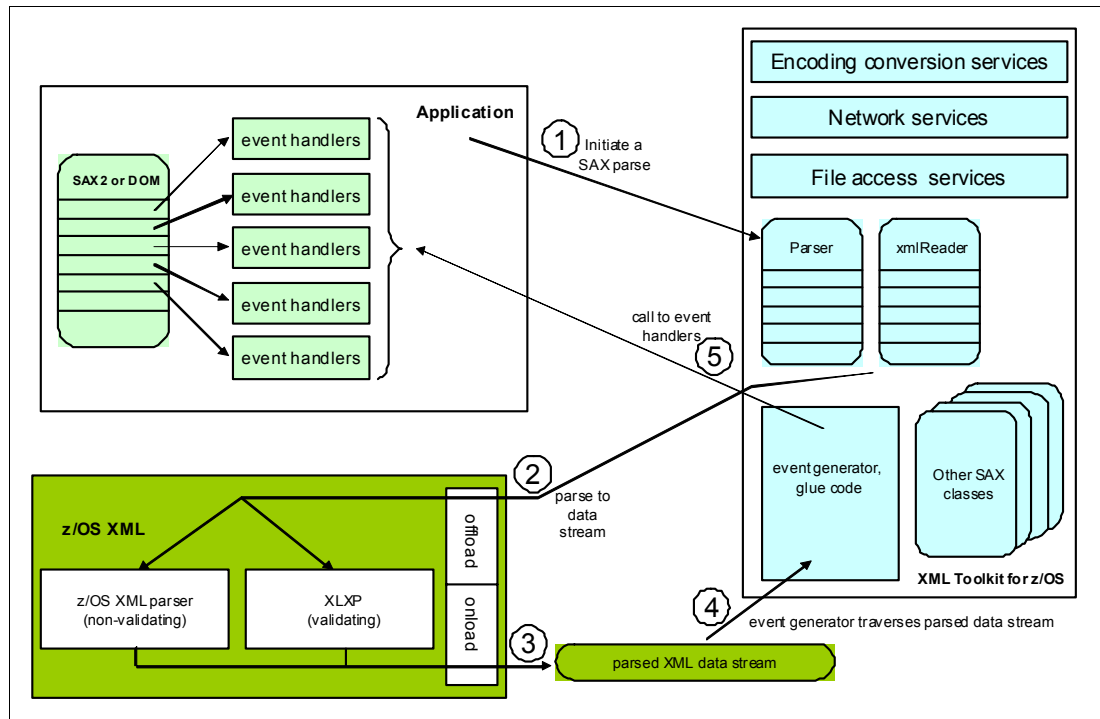 Application
SAX 2 or DOM
event handlers
event handlers
event handlers
event handlers
event handlers
1
Initiate a
SAX parse
Encoding conversion services
Network services
File access services
Parser
xmlReader
call to event
handlers
5
event generator,
glue code
Other SAX
classes
XML Toolkit for z/OS
2
parse to
data
stream
z/OS XML
offload
onload
z/OS XML parser
(non-validating)
XLXP
(validating)
3
parsed XML data stream
4
event generator traverses parsed data stream